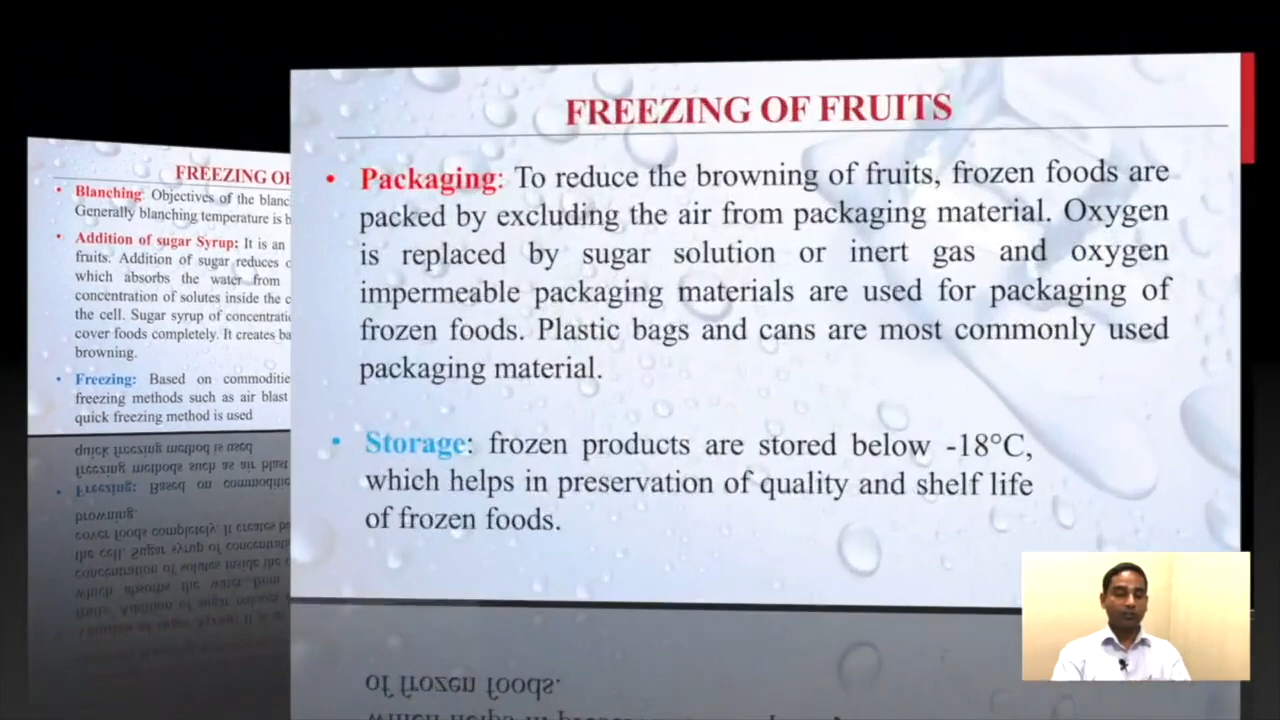 FREEZING OF FRUITS
• Packaging: To reduce the browning of fruits, frozen foods are
packed by excluding the air from packaging material. Oxygen
is replaced by sugar solution or inert gas and oxygen
impermeable packaging materials are used for packaging of
frozen foods. Plastic bags and cans are most commonly used
packaging material.
• Storage: frozen products are stored below -18°C,
which helps in preservation of quality and shelf life
of frozen foods.
FREEZING OF
• Blanching: Objectives of the blanc
Generally blanching temperature is b
• Addition of sugar Syrup: It is an
fruits. Addition of sugar reduces
which absorbs the water from
concentration of solutes inside the c
the cell. Sugar syrup of concentrati
cover foods completely. It creates ba
browning.
• Freezing: Based on commoditie
freezing methods such as air blast
quick freezing method is used